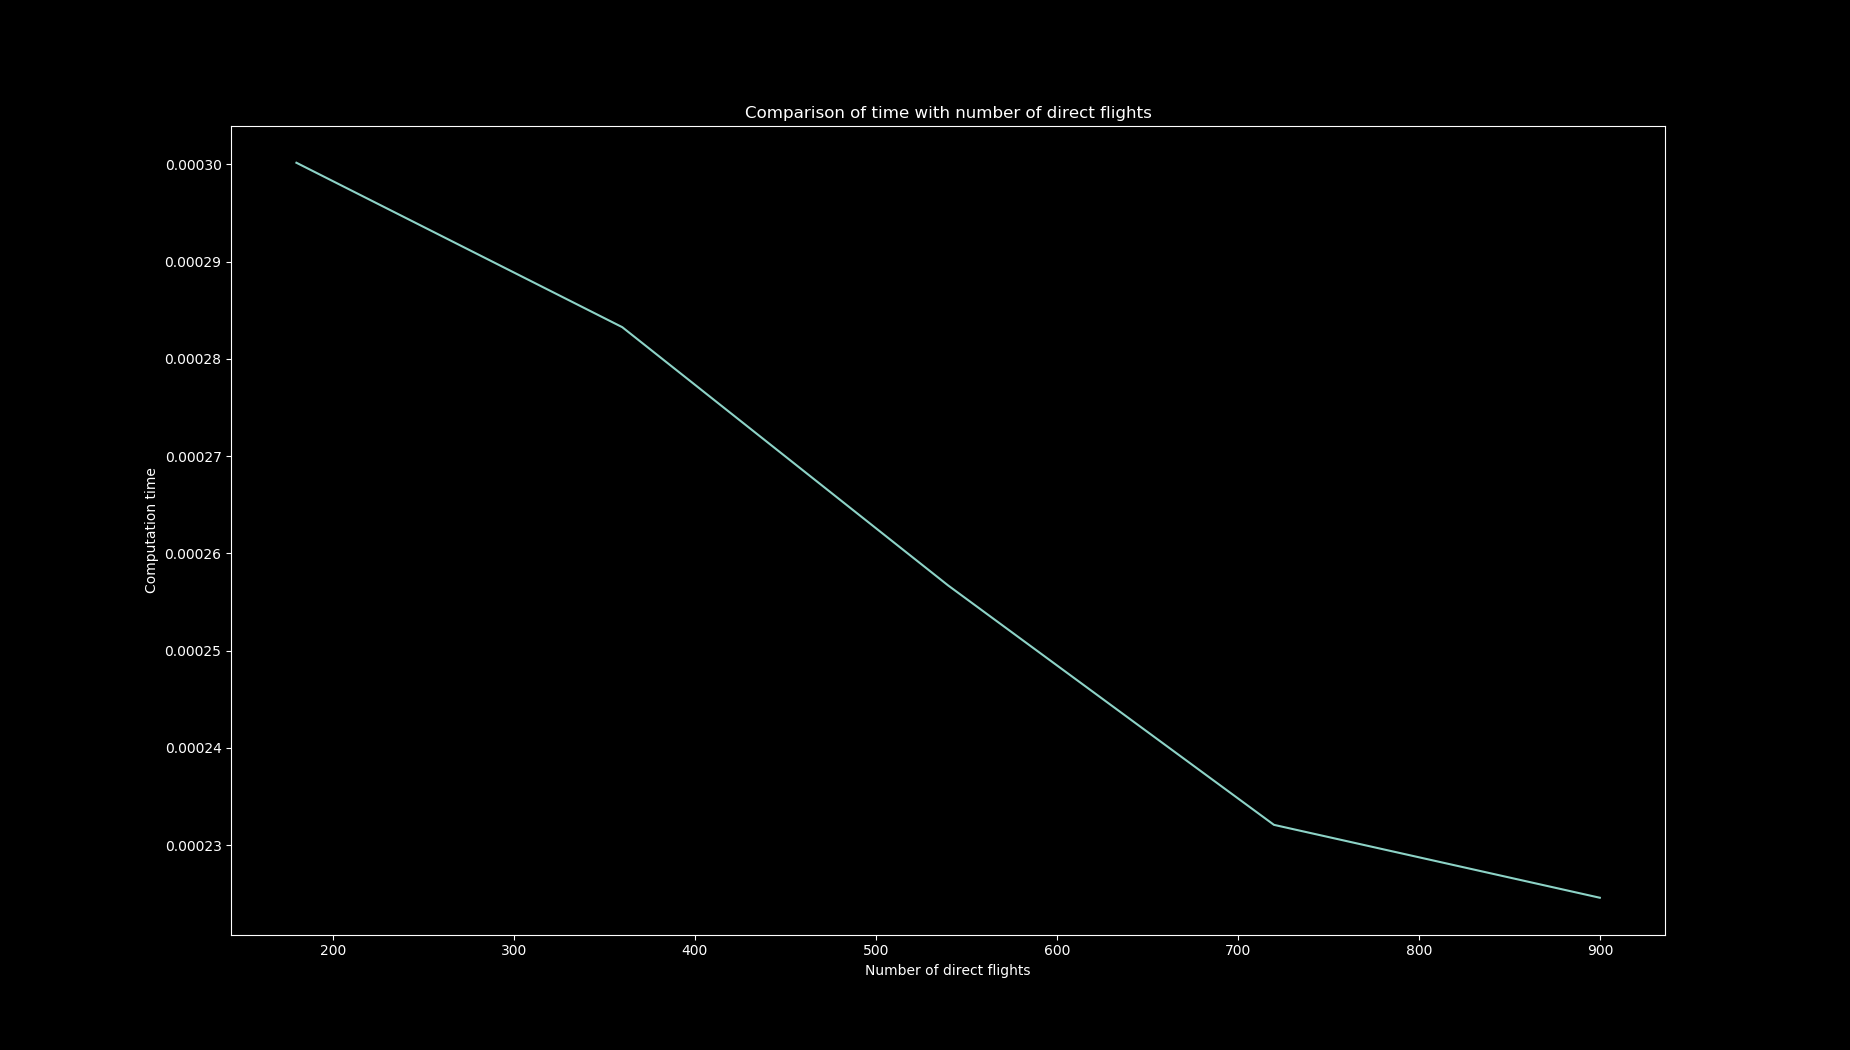 Comparison of time with number of direct flights
0.00030
0.00029
0.00028
0.00027
0.00026
0.00025
0.00024
0.00023
Computation time
200 300 400 500 600 700 800 900
Number of direct flights